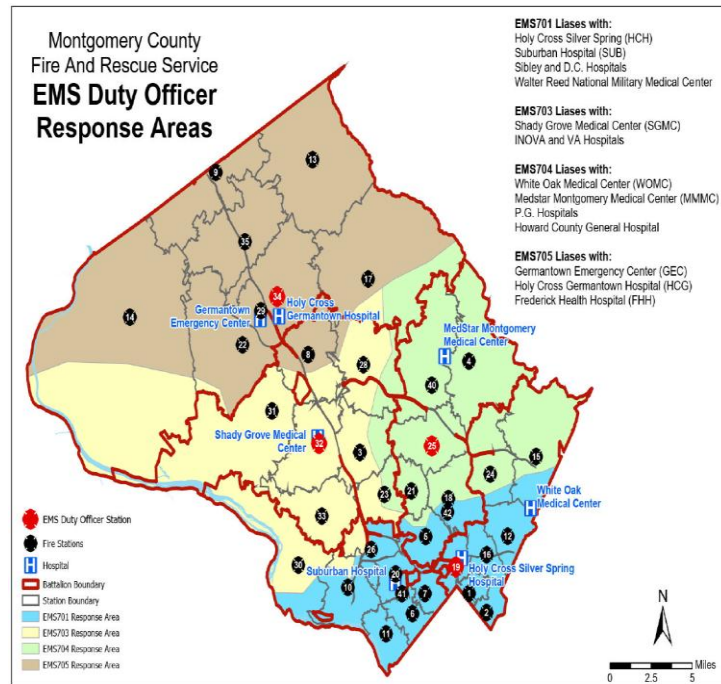 Montgomery County
Fire And Rescue Service
EMS Duty Officer
Response Areas
EMS701 Liases with:
Holy Cross Silver Spring (HCH)
Suburban Hospital (SUB)
Sibley and D.C. Hospitals
Walter Reed National Military Medical Center
EMS703 Liases with:
Shady Grove Medical Center (SGMC)
INOVA and VA Hospitals
EMS704 Liases with:
White Oak Medical Center (WOMC)
Medstar Montgomery Medical Center (MMMC)
P.G. Hospitals
Howard County General Hospital
EMS705 Liases with:
Germantown Emergency Center (GEC)
Holy Cross Germantown Hospital (HCG)
Frederick Health Hospital (FHH)
13
9
35
17
34
Holy Cross
Germantown Hospital
H
29
Germantown
Emergency Center
H
14
22
8
28
MedStar Montgomery
Medical Center
H
4
40
31
Shady Grove Medical
Center
H
32
3
25
15
24
23
21
18
42
White Oak
Medical Center
H
33
5
12
26
16
30
Suburban Hospital
H
20
19
H
Holy Cross Silver Spring
Hospital
10
41
7
1
6
2
11
EMS Duty Officer Station
Fire Stations
H Hospital
Battalion Boundary
Station Boundary
EMS701 Response Area
EMS703 Response Area
EMS704 Response Area
EMS705 Response Area
N
Miles
0 2.5 5